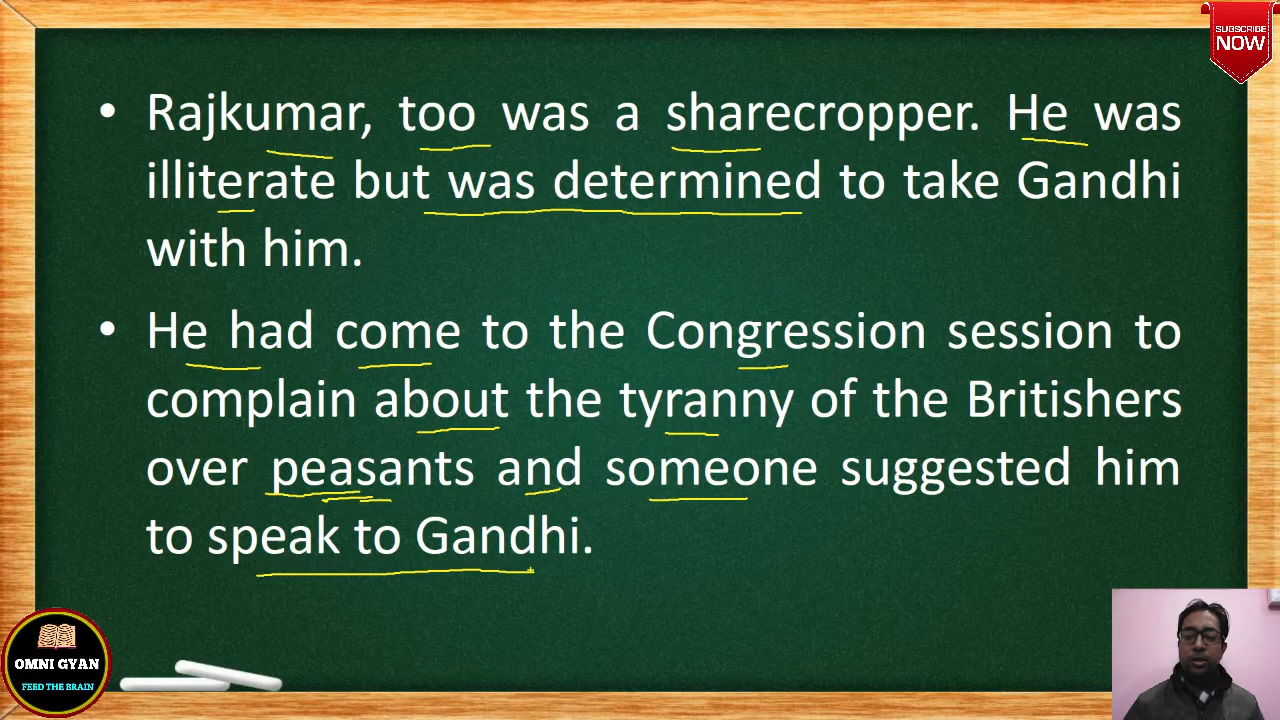 SUBSCRIBE
NOW
• Rajkumar, too was a sharecropper. He was
illiterate but was determined to take Gandhi
with him.
• He had come to the Congression session to
complain about the tyranny of the Britishers
over peasants and someone suggested him
to speak to Gandhi.
OMNI GYAN
FEED THE BRAIN